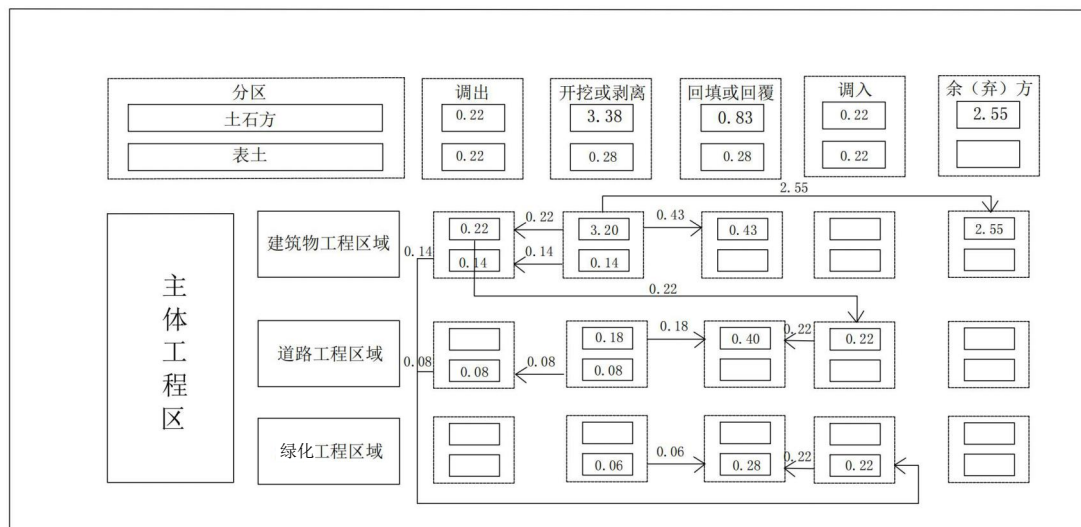 分区 调出 开挖或剥离 回填或回覆 调入 余（弃）方
土石方 0.22 3.38 0.83 0.22 2.55
表土 0.22 0.28 0.28 0.22
2.55
主体工程区
建筑物工程区域 0.22 0.22 3.20 0.43 0.43 2.55
0.14 0.14 0.14 0.14
0.22
道路工程区域 0.18 0.18 0.40 0.22 0.22
0.08 0.08 0.08 0.08
绿化工程区域
0.06 0.06 0.28 0.22 0.22